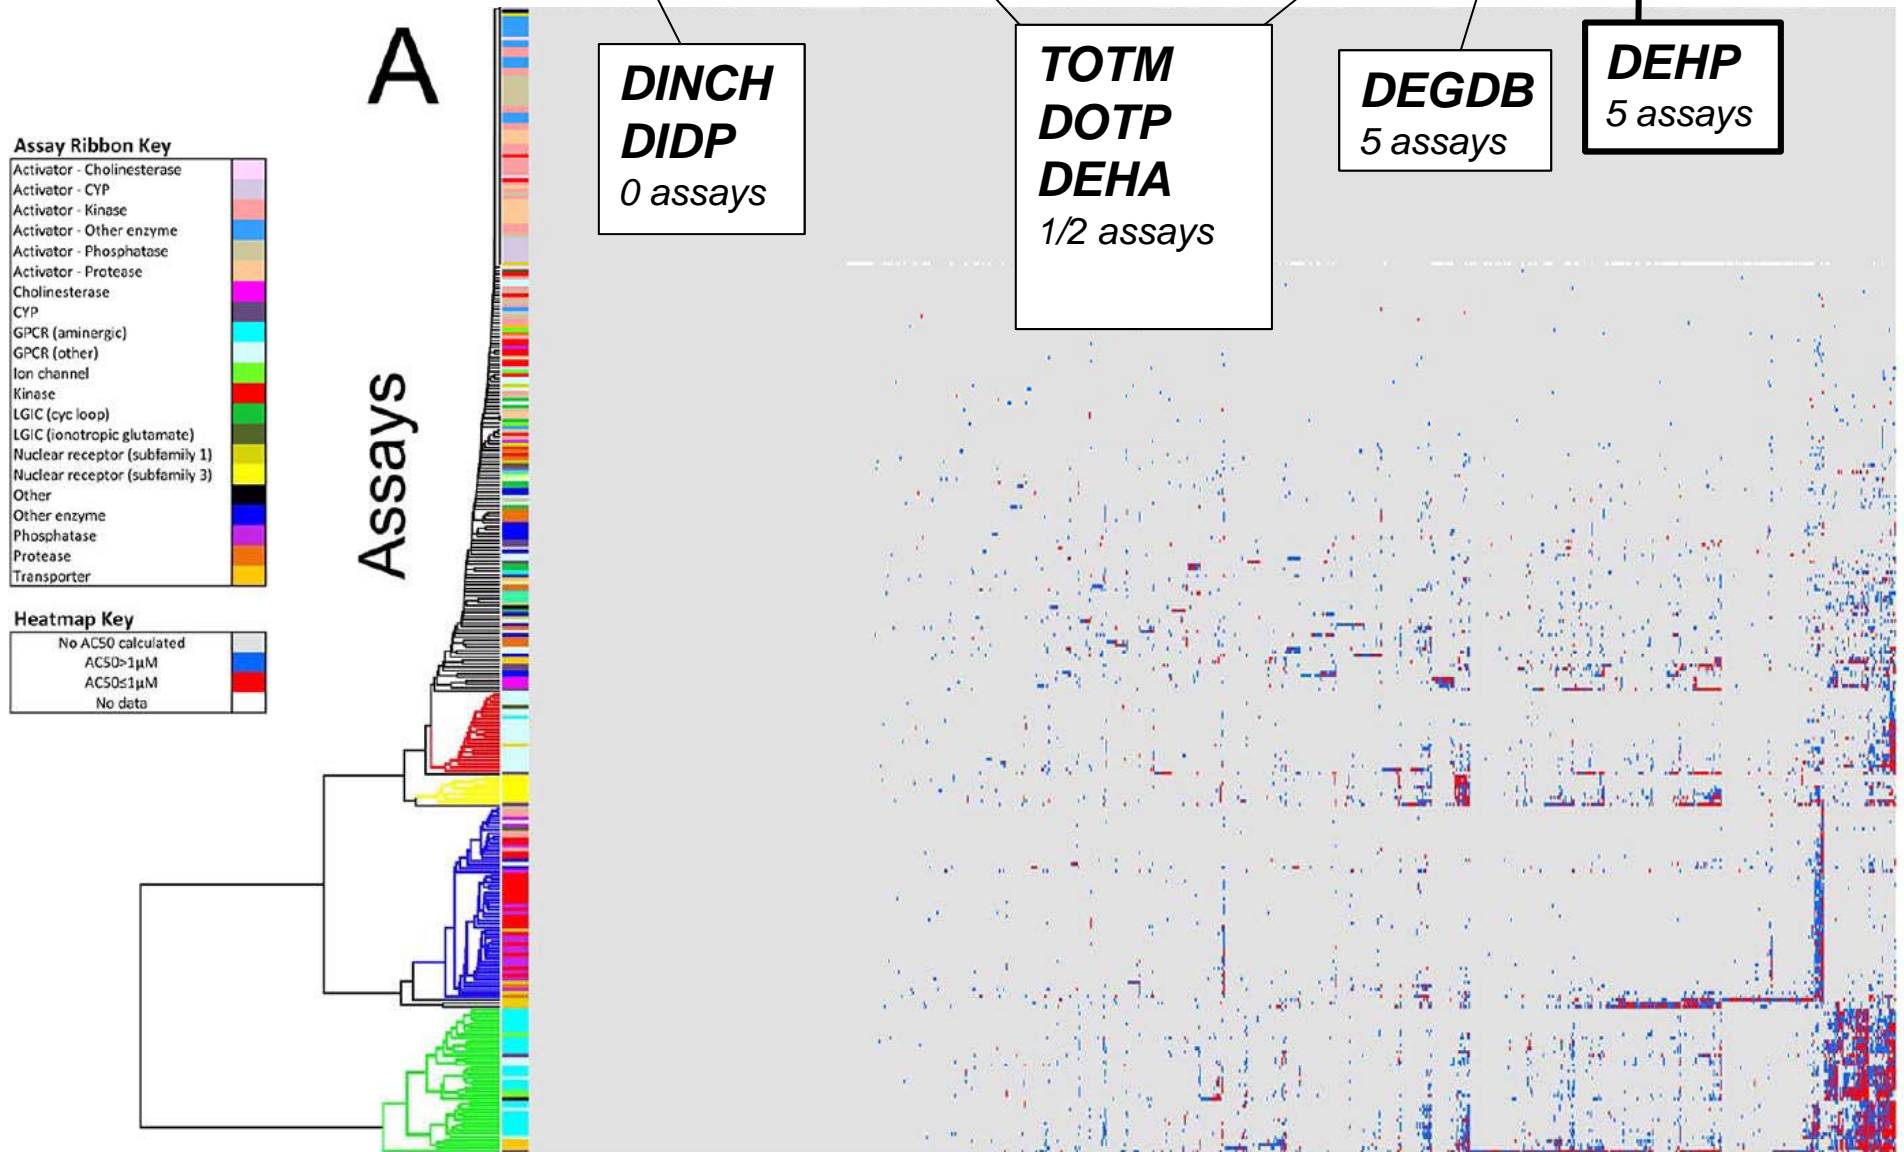 A
DINCH
DIDP
0 assays
TOTM
DOTP
DEHA
1/2 assays
DEGDB
5 assays
DEHP
5 assays
Assay Ribbon Key
Activator - Cholinesterase
Activator - CYP
Activator - Kinase
Activator - Other enzyme
Activator - Phosphatase
Activator - Protease
Cholinesterase
CYP
GPCR (aminergic)
GPCR (other)
Ion channel
Kinase
LGIC (cyc loop)
LGIC (ionotropic glutamate)
Nuclear receptor (subfamily 1)
Nuclear receptor (subfamily 3)
Other
Other enzyme
Phosphatase
Protease
Transporter
Heatmap Key
No AC50 calculated
AC50>1µM
AC50≤1µM
No data
Assays